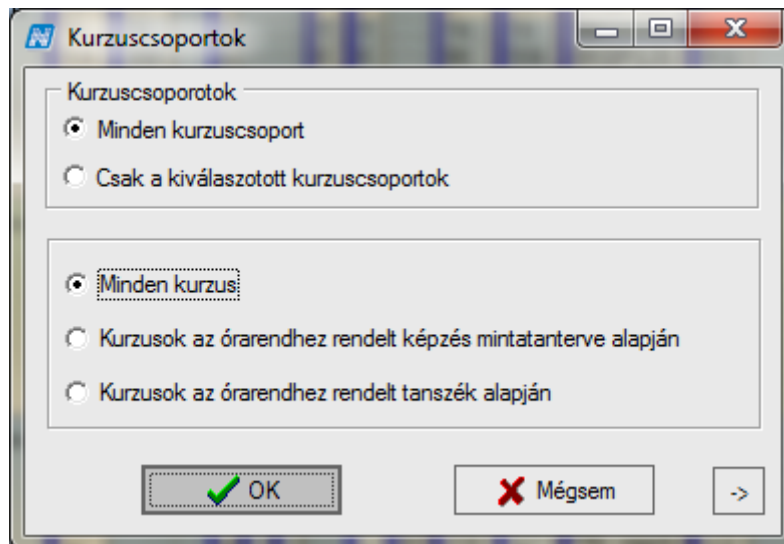 Kurzuscsoportok
Kurzuscsoporotok
Minden kurzuscsoport
Csak a kiválaszotott kurzuscsoportok
Minden kurzus
Kurzusok az órarendhez rendelt képzés mintatanterve alapján
Kurzusok az órarendhez rendelt tanszék alapján
OK
Mégsem
->